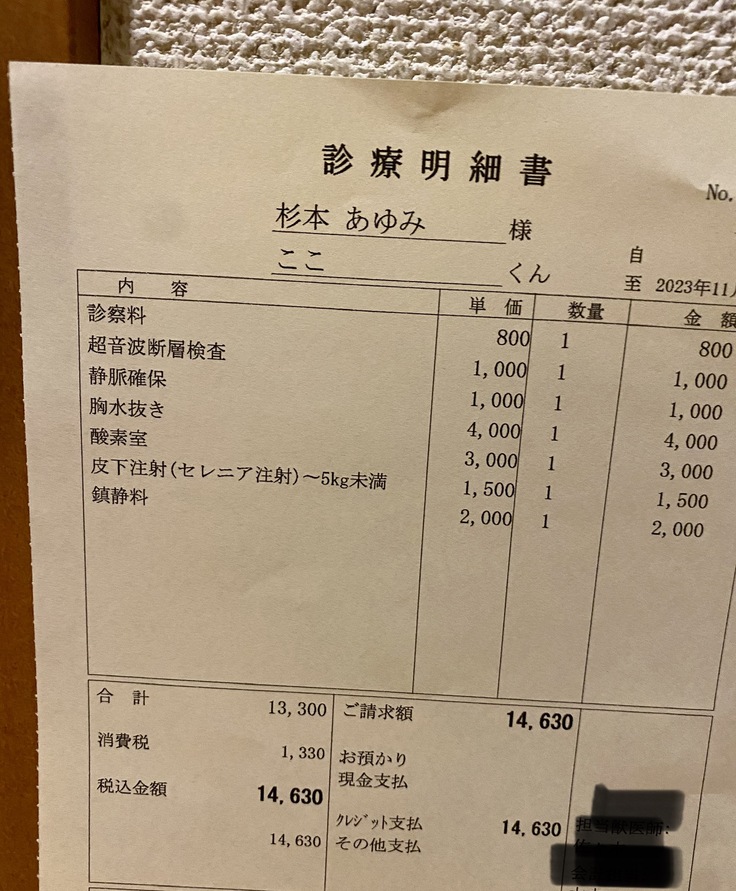 診療明細書
No.
杉本 あゆみ 様
ここ くん
自
至 2023年11月
内 容 単 価 数量 金 額
診察料 800 1 800
超音波断層検査 1,000 1 1,000
静脈確保 1,000 1 1,000
胸水抜き 4,000 1 4,000
酸素室 3,000 1 3,000
皮下注射(セレニア注射)～5kg未満 1,500 1 1,500
鎮静料 2,000 1 2,000
合 計 13,300
消費税 1,330
税込金額 14,630
14,630
ご請求額 14,630
お預かり
現金支払
ｸﾚｼﾞｯﾄ支払 14,630
その他支払
担当獣医師: